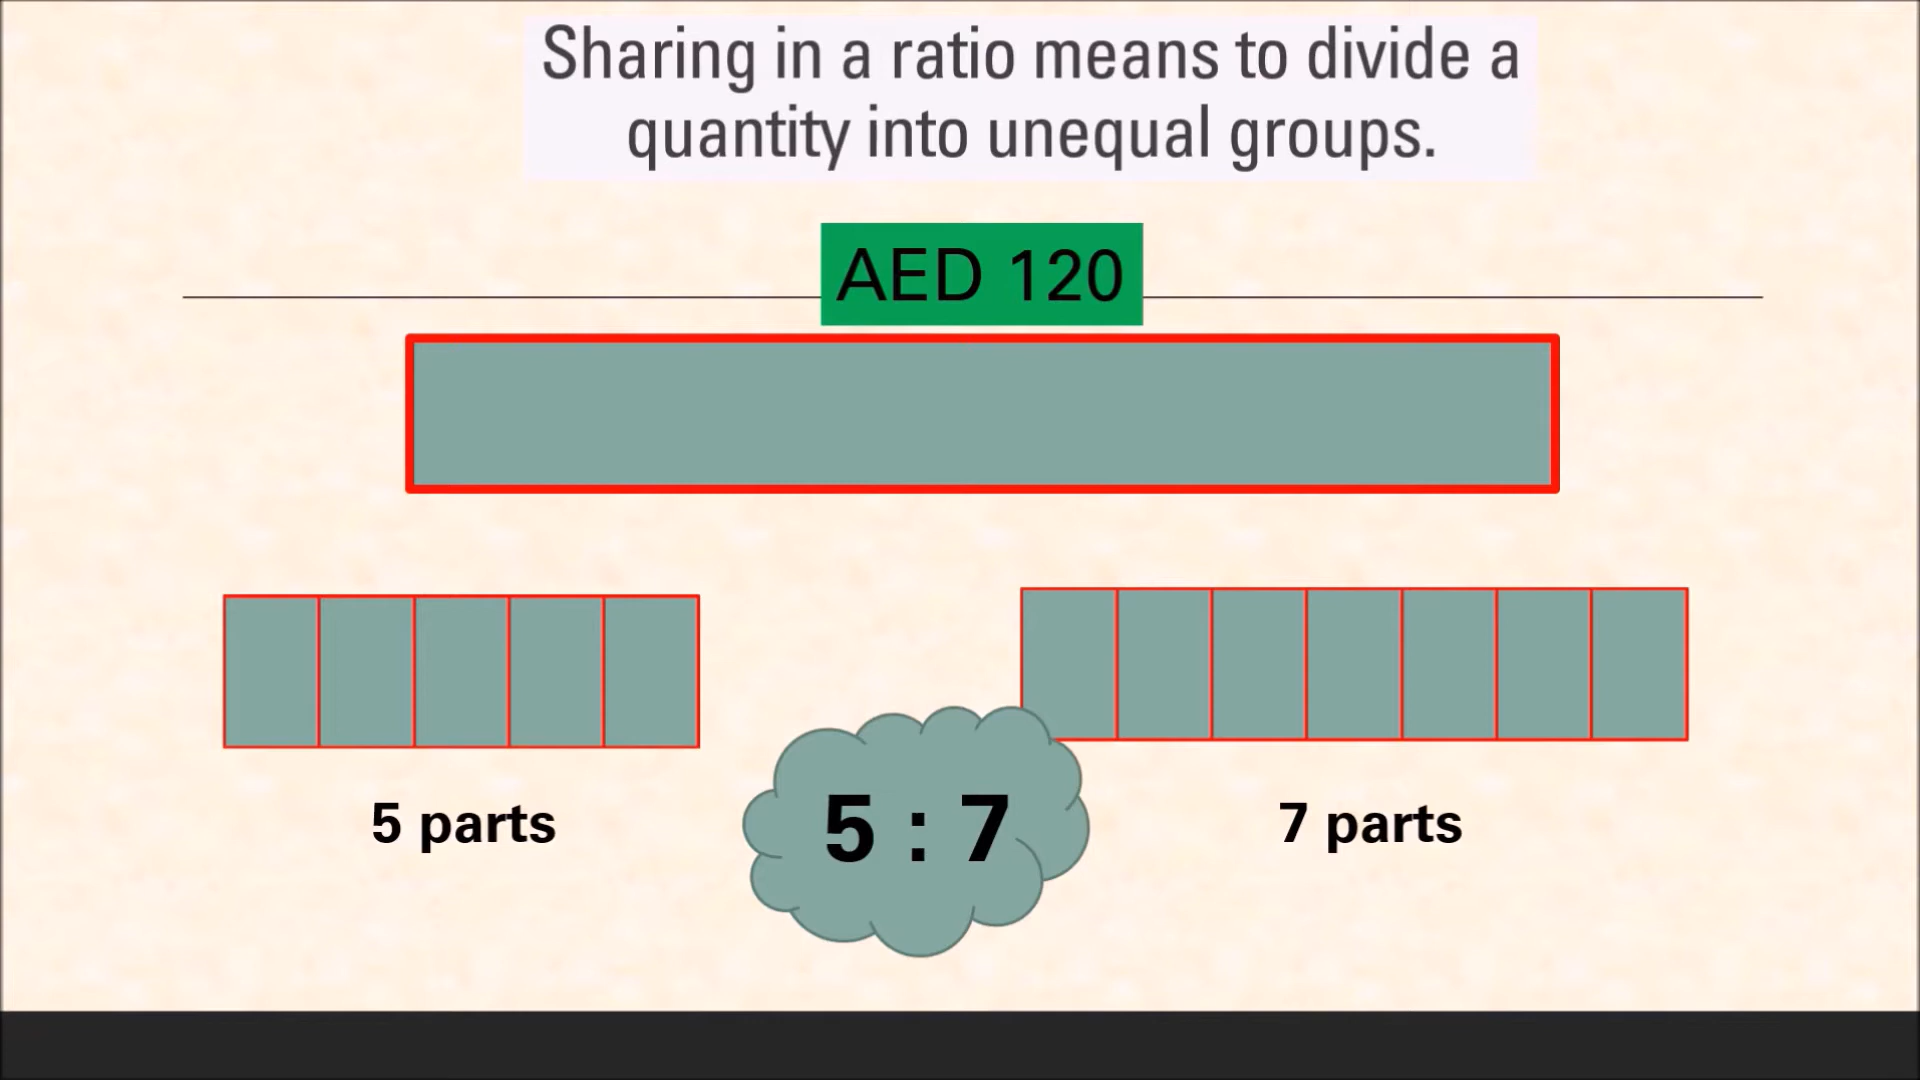 Sharing in a ratio means to divide a
quantity into unequal groups.
AED 120
5 parts
5 : 7
7 parts